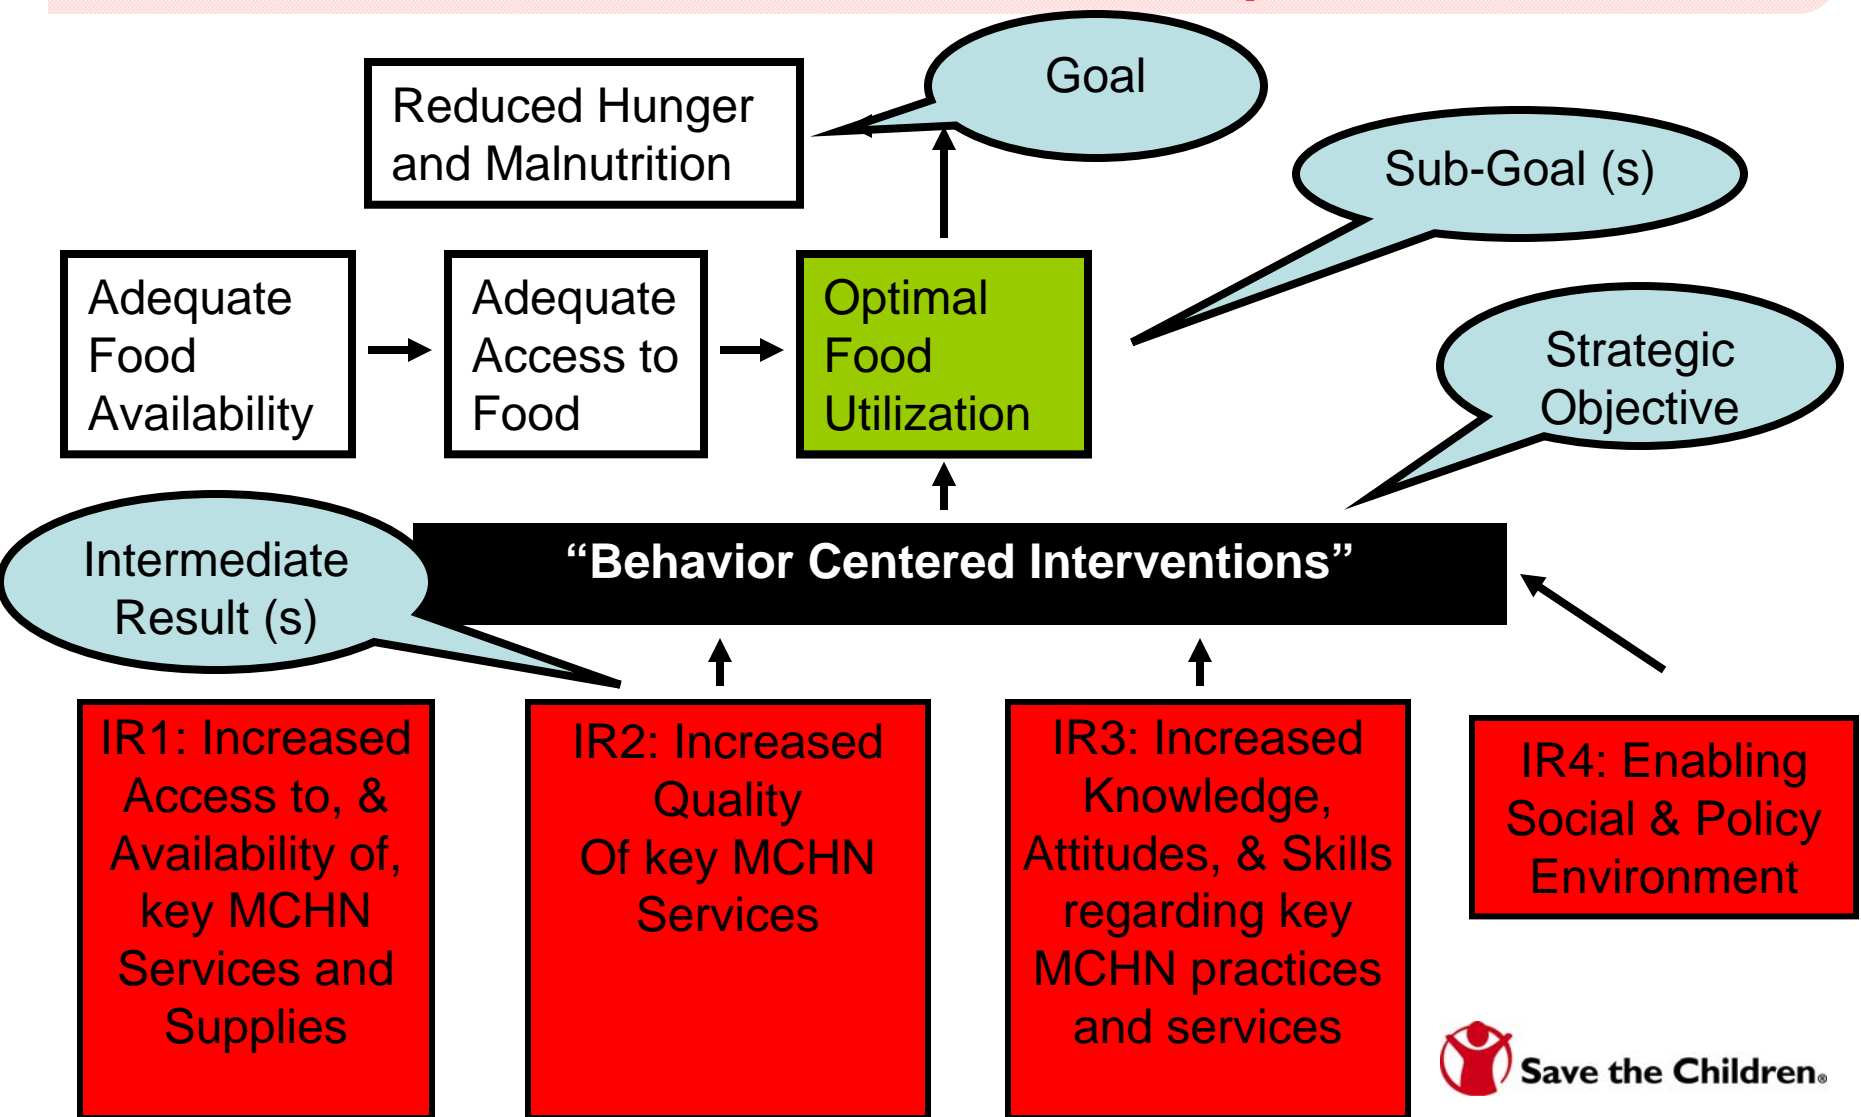 Goal
Reduced Hunger
and Malnutrition
Sub-Goal (s)
Adequate
Food
Availability
Adequate
Access to
Food
Optimal
Food
Utilization
Strategic
Objective
Intermediate
Result (s)
“Behavior Centered Interventions”
IR1: Increased
Access to, &
Availability of,
key MCHN
Services and
Supplies
IR2: Increased
Quality
Of key MCHN
Services
IR3: Increased
Knowledge,
Attitudes, & Skills
regarding key
MCHN practices
and services
IR4: Enabling
Social & Policy
Environment
Save the Children®